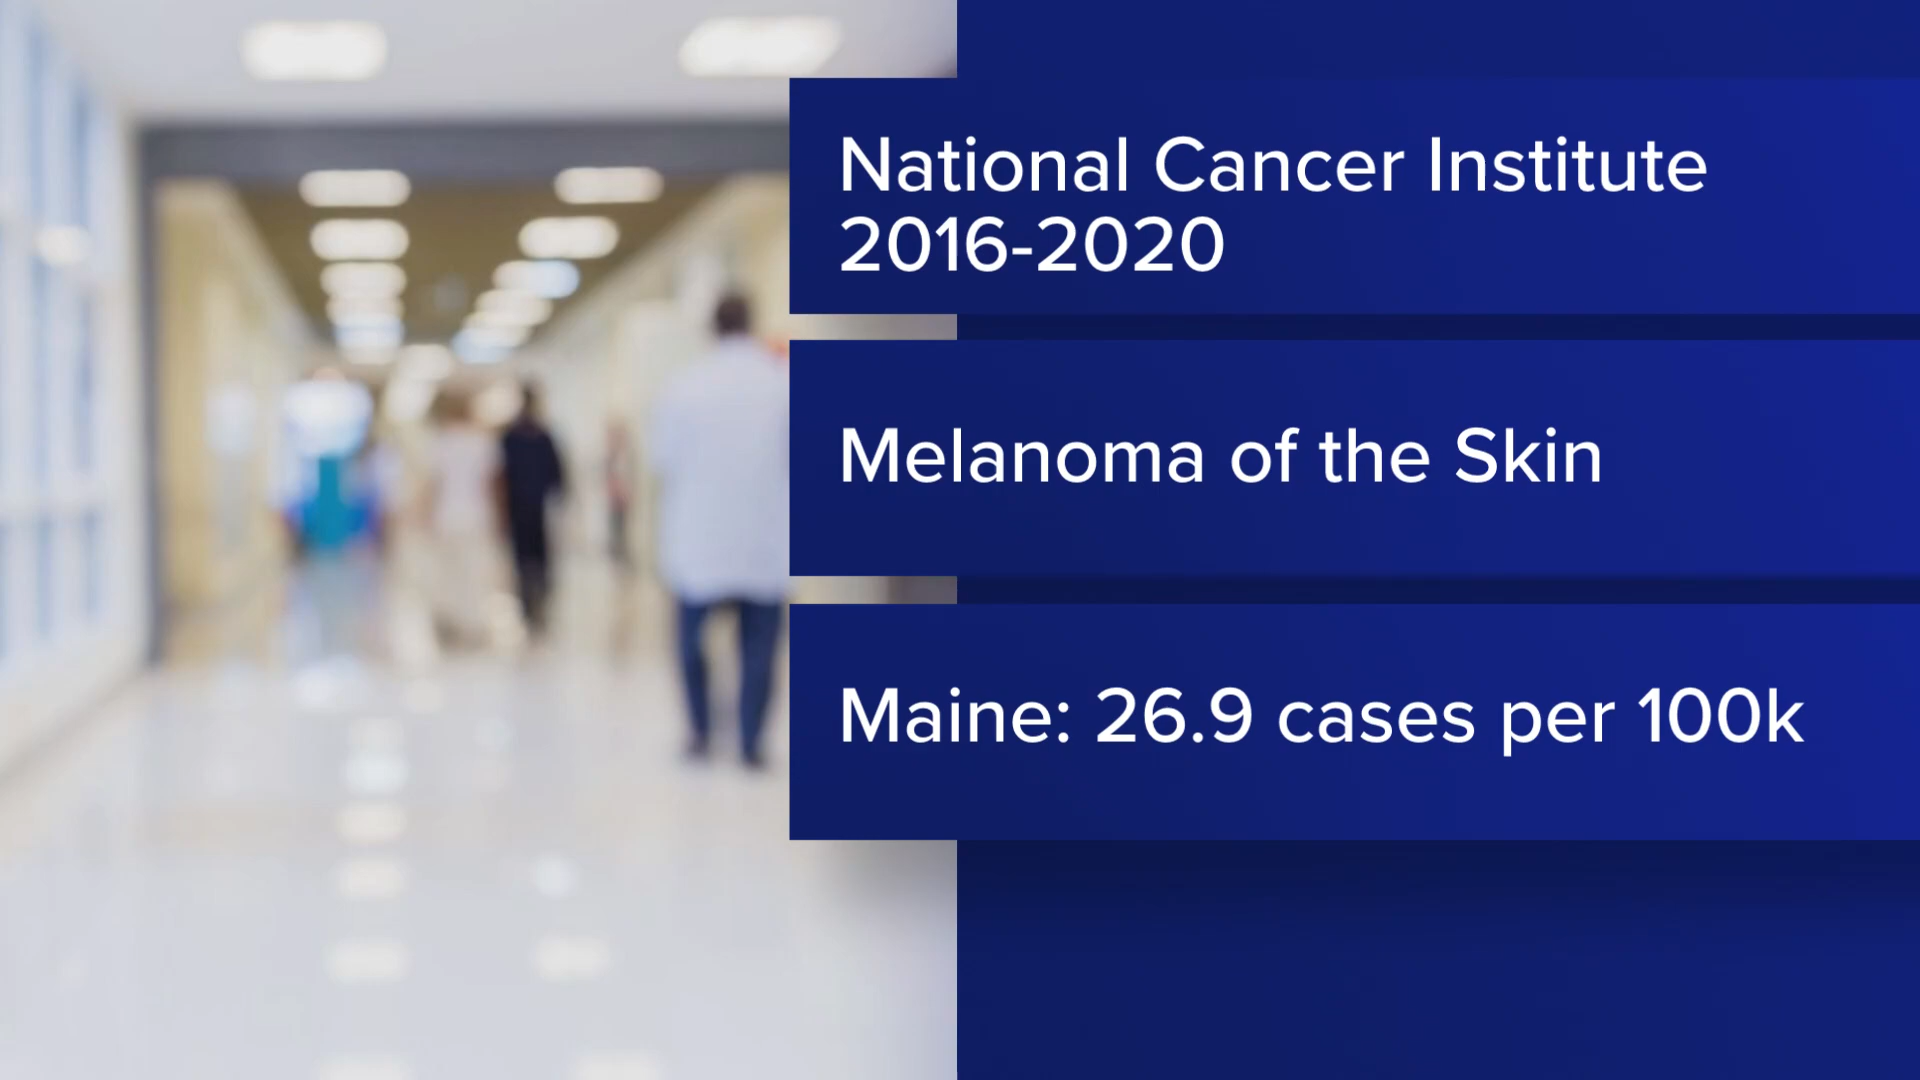 National Cancer Institute
2016-2020
Melanoma of the Skin
Maine: 26.9 cases per 100k